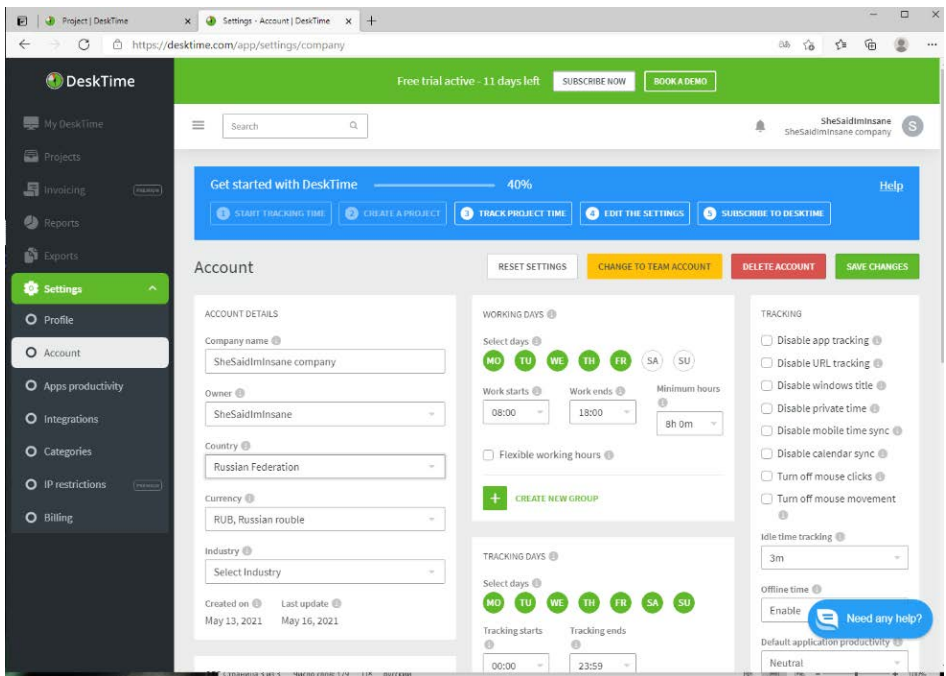 Project | DeskTime
Settings - Account | DeskTime
https://desktime.com/app/settings/company
DeskTime
Free trial active - 11 days left
SUBSCRIBE NOW
BOOK A DEMO
My DeskTime
Projects
Invoicing
Reports
Exports
Settings
Profile
Account
Apps productivity
Integrations
Categories
IP restrictions
Billing
Search
SheSaidImInsane
SheSaidImInsane company
S
Get started with DeskTime
40%
Help
1 START TRACKING TIME
2 CREATE A PROJECT
3 TRACK PROJECT TIME
4 EDIT THE SETTINGS
5 SUBSCRIBE TO DESKTIME
Account
RESET SETTINGS
CHANGE TO TEAM ACCOUNT
DELETE ACCOUNT
SAVE CHANGES
ACCOUNT DETAILS
Company name
SheSaidImInsane company
Owner
SheSaidImInsane
Country
Russian Federation
Currency
RUB, Russian rouble
Industry
Select Industry
Created on Last update
May 13, 2021 May 16, 2021
WORKING DAYS
Select days
MO TU WE TH FR SA SU
Work starts Work ends Minimum hours
08:00 18:00 8h 0m
Flexible working hours
CREATE NEW GROUP
TRACKING DAYS
Select days
MO TU WE TH FR SA SU
Tracking starts Tracking ends
00:00 23:59
TRACKING
Disable app tracking
Disable URL tracking
Disable windows title
Disable private time
Disable mobile time sync
Disable calendar sync
Turn off mouse clicks
Turn off mouse movement
Idle time tracking
3m
Offline time
Enable
Need any help?
Default application productivity
Neutral